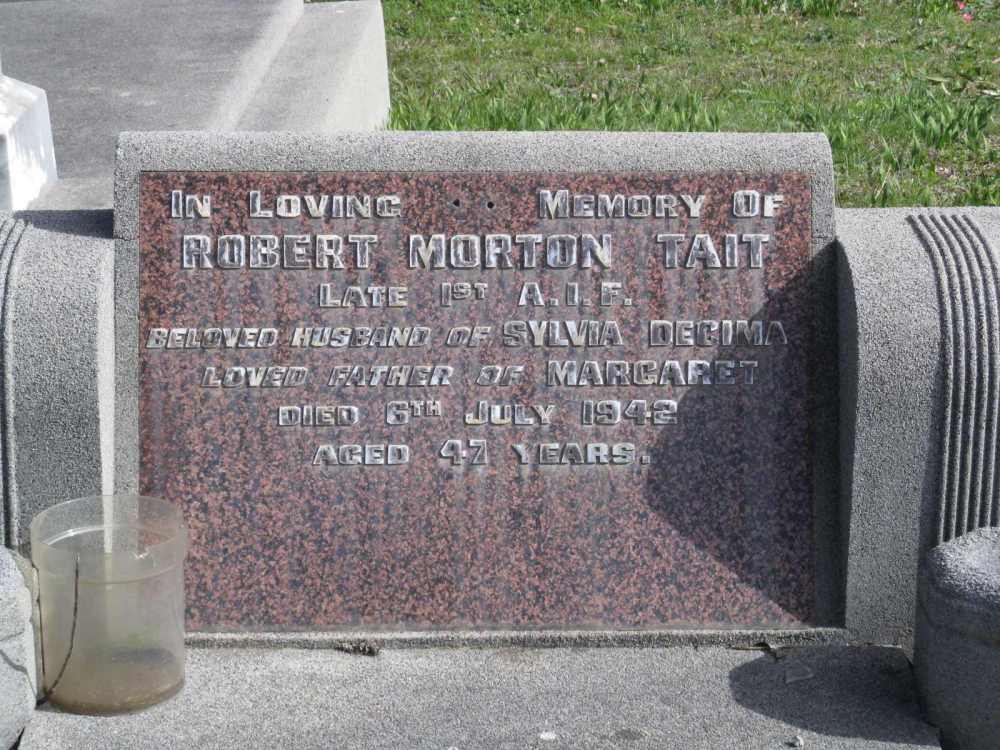 In Loving Memory Of
ROBERT MORTON TAIT
LATE 1ST A.I.F.
BELOVED HUSBAND OF SYLVIA DECIMA
LOVED FATHER OF MARGARET
DIED 6TH JULY 1942
AGED 47 YEARS.